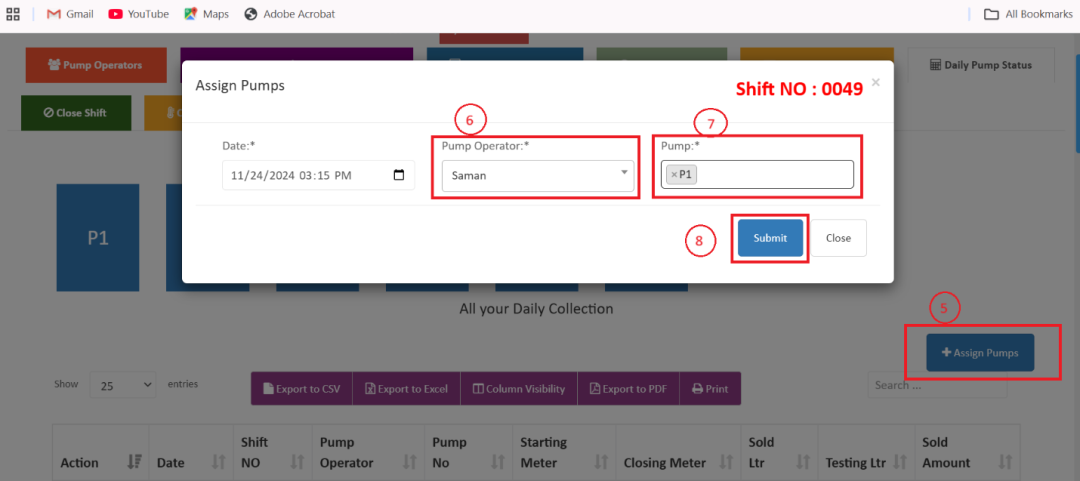 Gmail YouTube Maps Adobe Acrobat All Bookmarks
Pump Operators Daily Pump Status
Assign Pumps Shift NO : 0049 ×
Close Shift
6 7
Date:* Pump Operator:* Pump:*
11/24/2024 03:15 PM Saman ×P1
P1
8 Submit Close
All your Daily Collection
5
Assign Pumps
Show 25 entries Export to CSV Export to Excel Column Visibility Export to PDF Print Search ...
Shift Pump Pump Starting Sold Sold
Action Date NO Operator No Meter Closing Meter Ltr Testing Ltr Amount